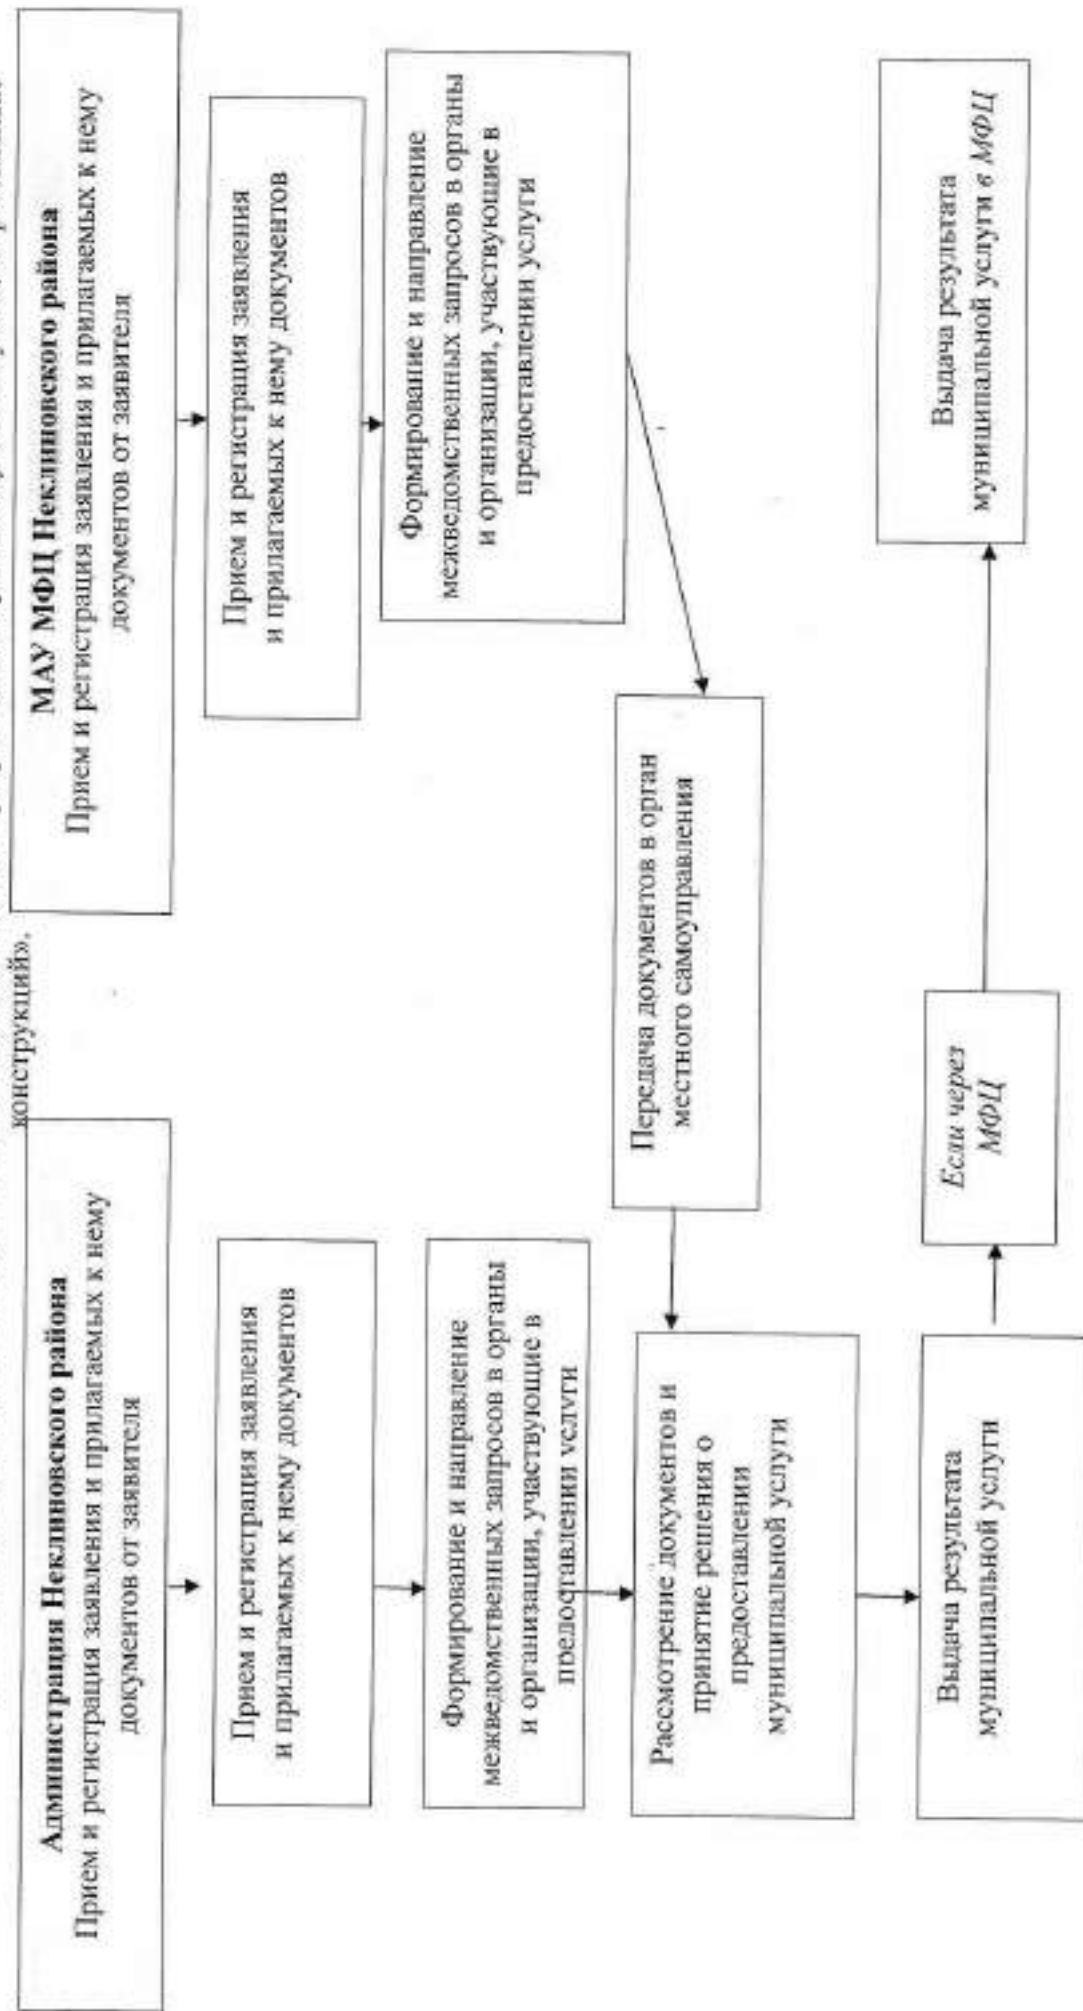 конструкций».
Администрация Неклиновского района
Прием и регистрация заявления и прилагаемых к нему
документов от заявителя
МАУ МФЦ Неклиновского района
Прием и регистрация заявления и прилагаемых к нему
документов от заявителя
Прием и регистрация заявления
и прилагаемых к нему документов
Прием и регистрация заявления
и прилагаемых к нему документов
Формирование и направление
межведомственных запросов в органы
и организации, участвующие в
предоставлении услуги
Формирование и направление
межведомственных запросов в органы
и организации, участвующие в
предоставлении услуги
Передача документов в орган
местного самоуправления
Рассмотрение документов и
принятие решения о
предоставлении
муниципальной услуги
Выдача результата
муниципальной услуги
Если через
МФЦ
Выдача результата
муниципальной услуги в МФЦ